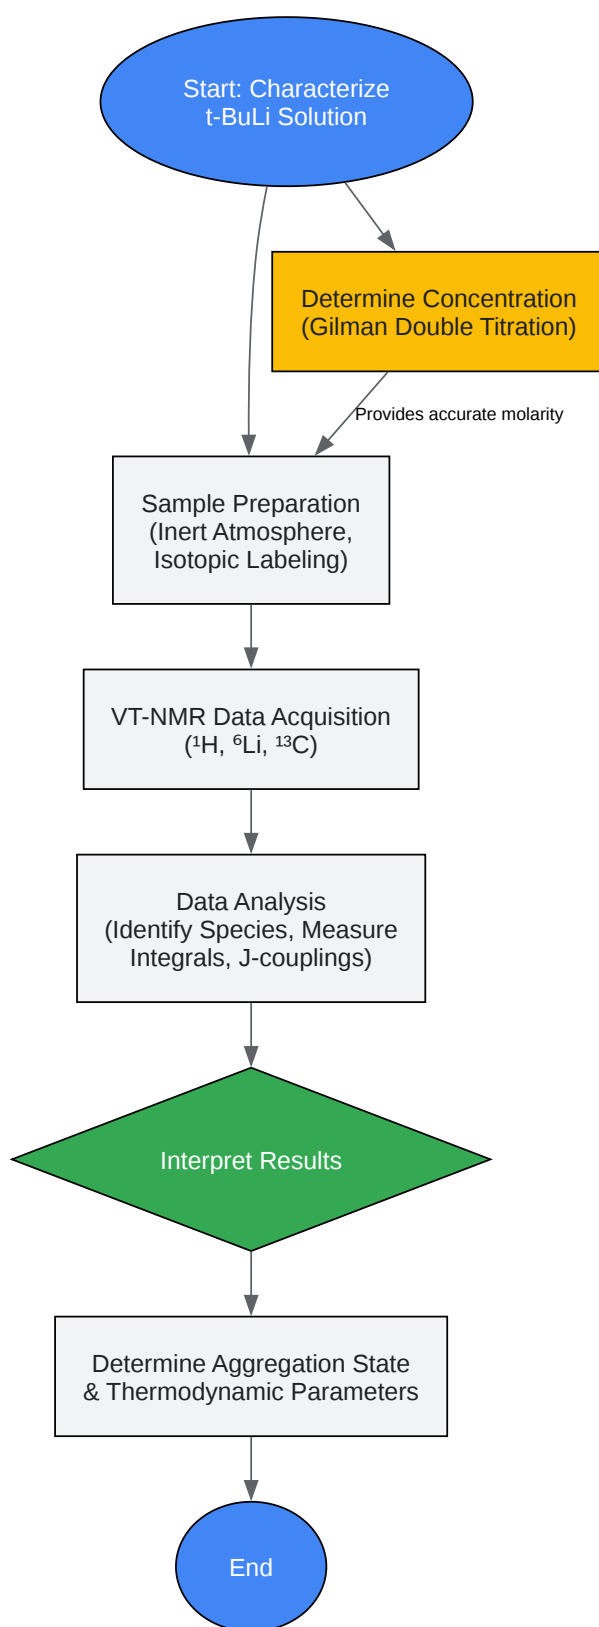 Start: Characterize
t-BuLi Solution
Determine Concentration
(Gilman Double Titration)
Provides accurate molarity
Sample Preparation
(Inert Atmosphere,
Isotopic Labeling)
VT-NMR Data Acquisition
(¹H, ⁶Li, ¹³C)
Data Analysis
(Identify Species, Measure
Integrals, J-couplings)
Interpret Results
Determine Aggregation State
& Thermodynamic Parameters
End